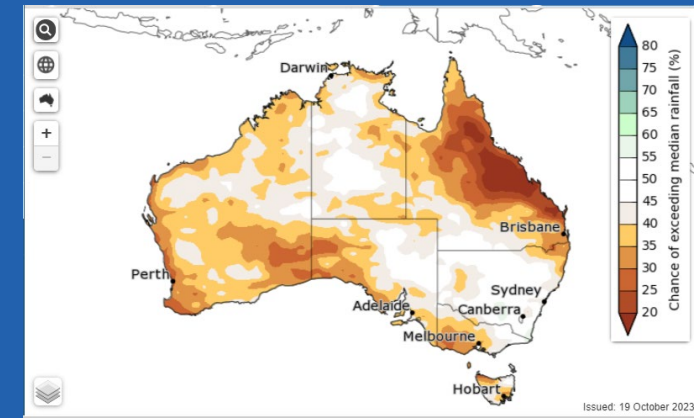 Darwin
Brisbane
Perth
Sydney
Adelaide
Canberra
Melbourne
Hobart
80
75
70
65
60
55
50
45
40
35
30
25
20
Chance of exceeding median rainfall (%)
+
−
Issued: 19 October 2023